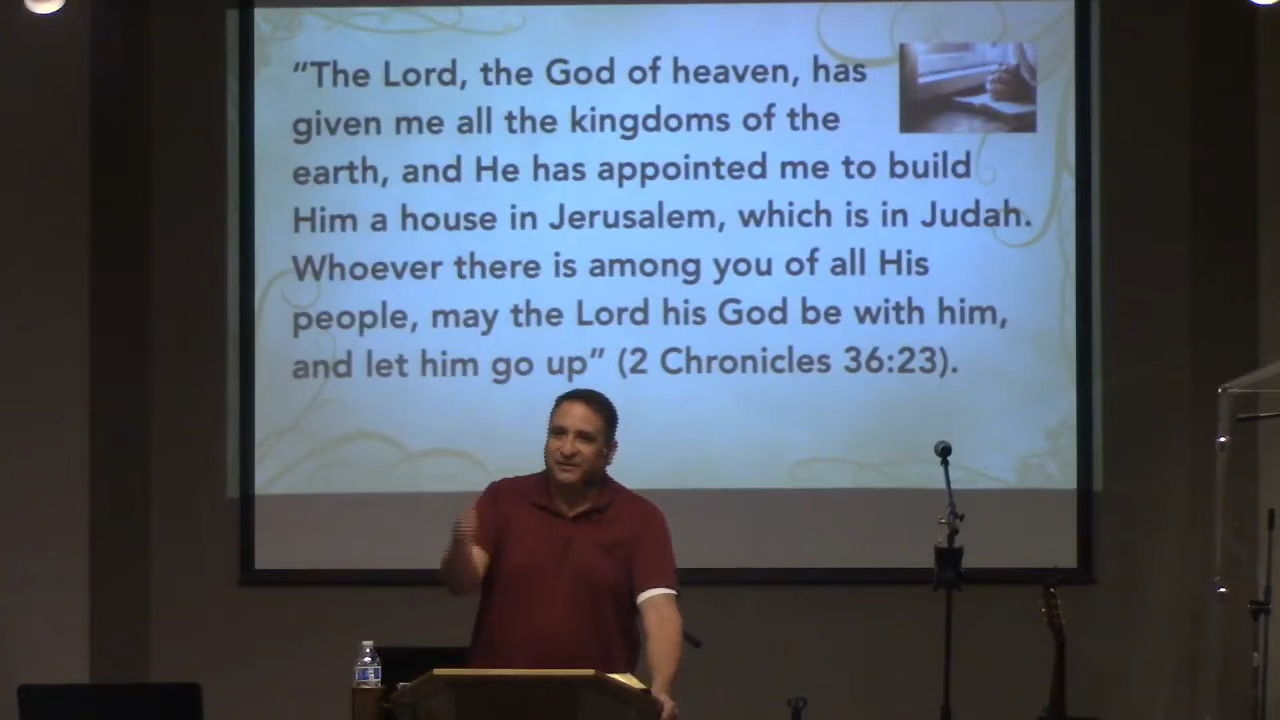 “The Lord, the God of heaven, has
given me all the kingdoms of the
earth, and He has appointed me to build
Him a house in Jerusalem, which is in Judah.
Whoever there is among you of all His
people, may the Lord his God be with him,
and let him go up” (2 Chronicles 36:23).